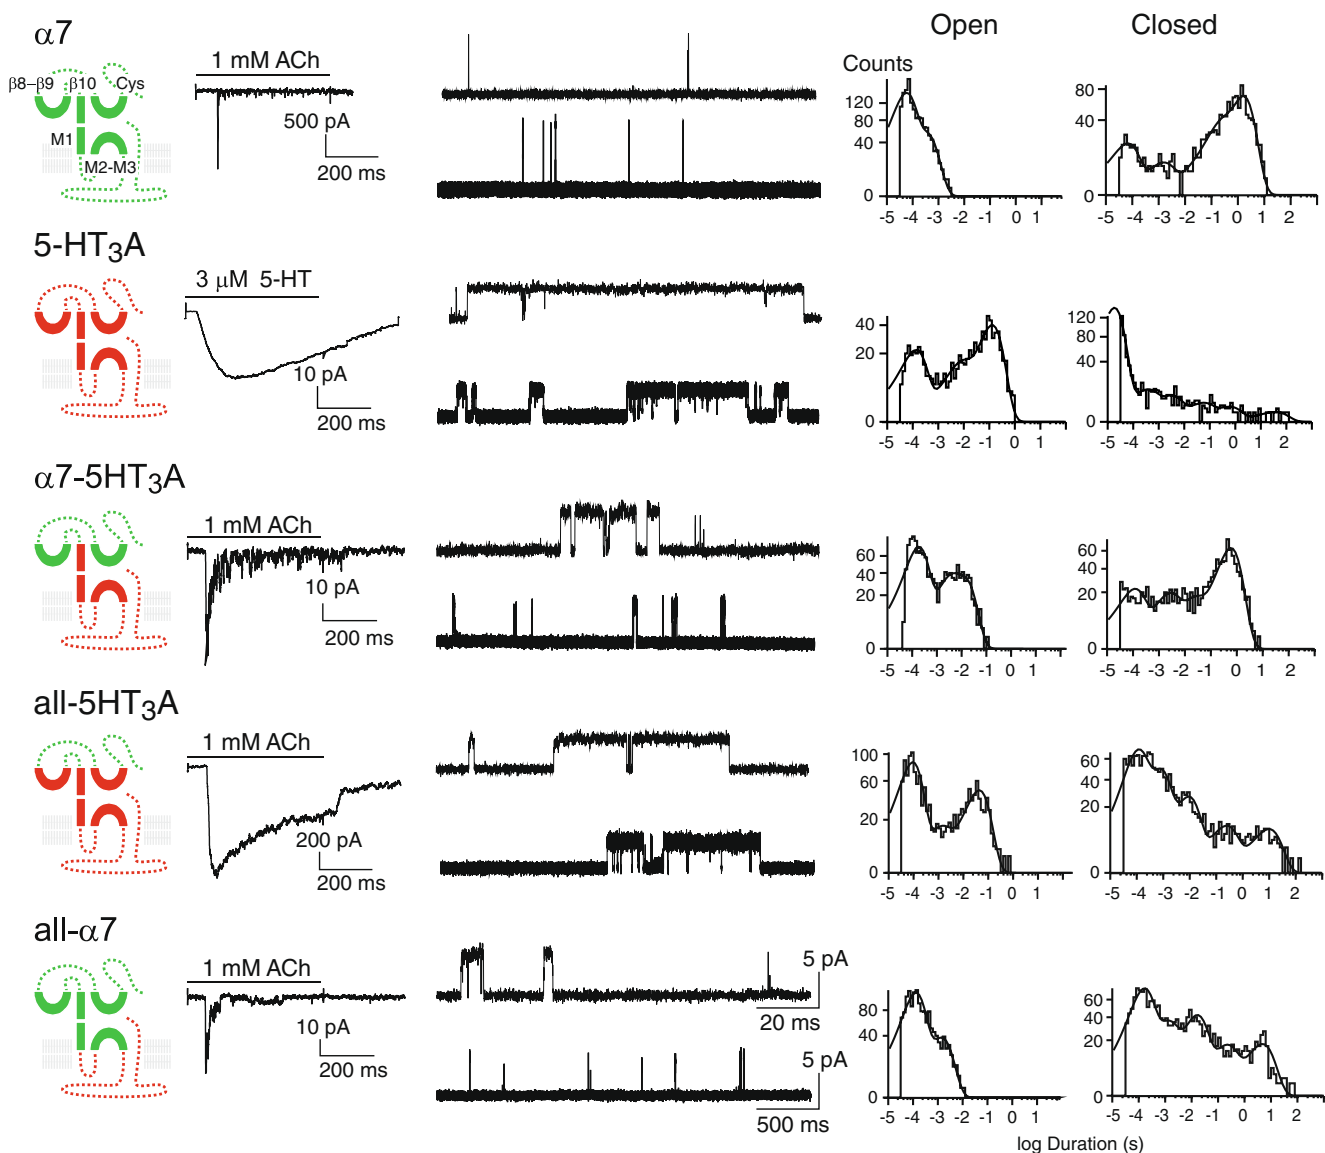 α7
Open
Closed
β8–β9
β10
Cys
M1
M2-M3
1 mM ACh
500 pA
200 ms
Counts
120
80
40
0
-5 -4 -3 -2 -1 0 1
80
40
0
-5 -4 -3 -2 -1 0 1 2
5-HT₃A
3 μM 5-HT
10 pA
200 ms
40
20
0
-5 -4 -3 -2 -1 0 1
120
80
40
0
-5 -4 -3 -2 -1 0 1 2
α7-5HT₃A
1 mM ACh
10 pA
200 ms
60
40
20
0
-5 -4 -3 -2 -1 0 1
60
40
20
0
-5 -4 -3 -2 -1 0 1 2
all-5HT₃A
1 mM ACh
200 pA
200 ms
100
60
20
0
-5 -4 -3 -2 -1 0 1
60
40
20
0
-5 -4 -3 -2 -1 0 1 2
all-α7
1 mM ACh
10 pA
200 ms
5 pA
20 ms
5 pA
500 ms
80
40
0
-5 -4 -3 -2 -1 0 1
60
40
20
0
-5 -4 -3 -2 -1 0 1 2
log Duration (s)